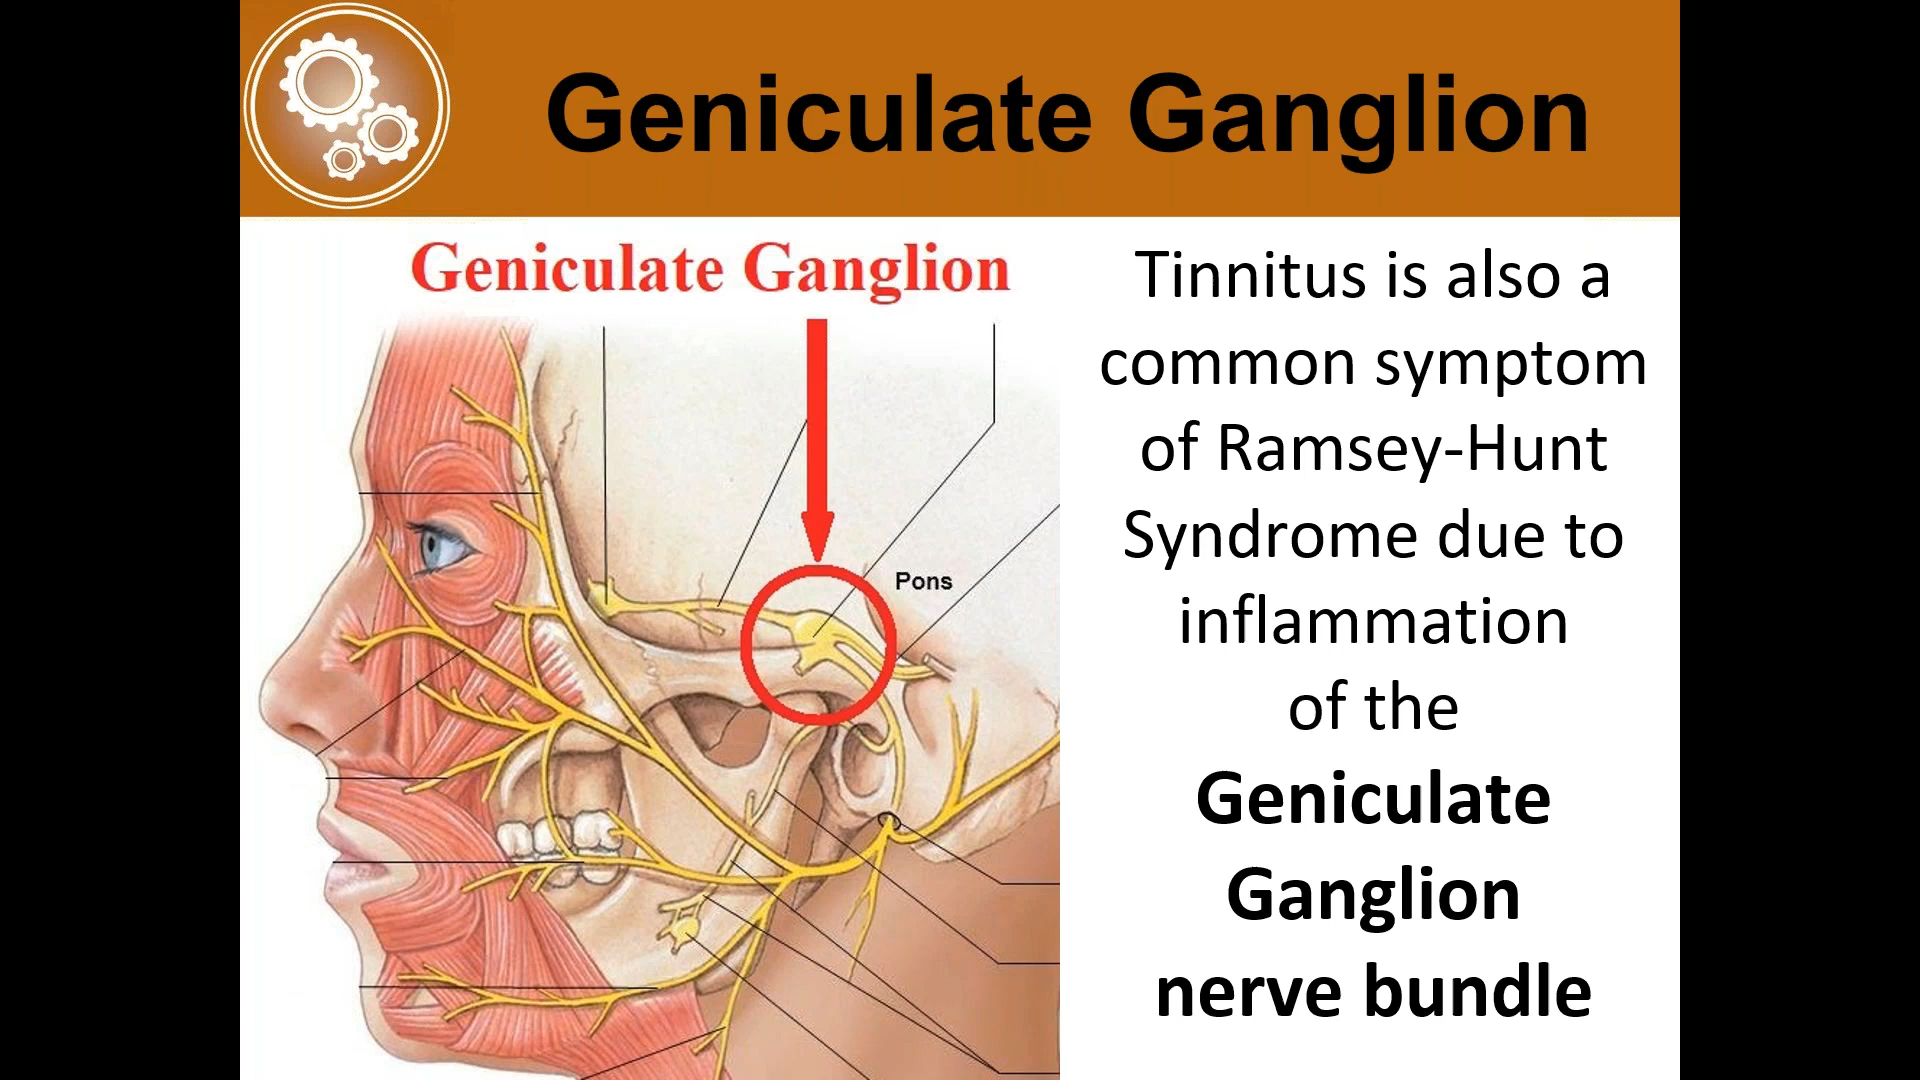 Geniculate Ganglion
Geniculate Ganglion
Pons
Tinnitus is also a
common symptom
of Ramsey-Hunt
Syndrome due to
inflammation
of the
Geniculate
Ganglion
nerve bundle